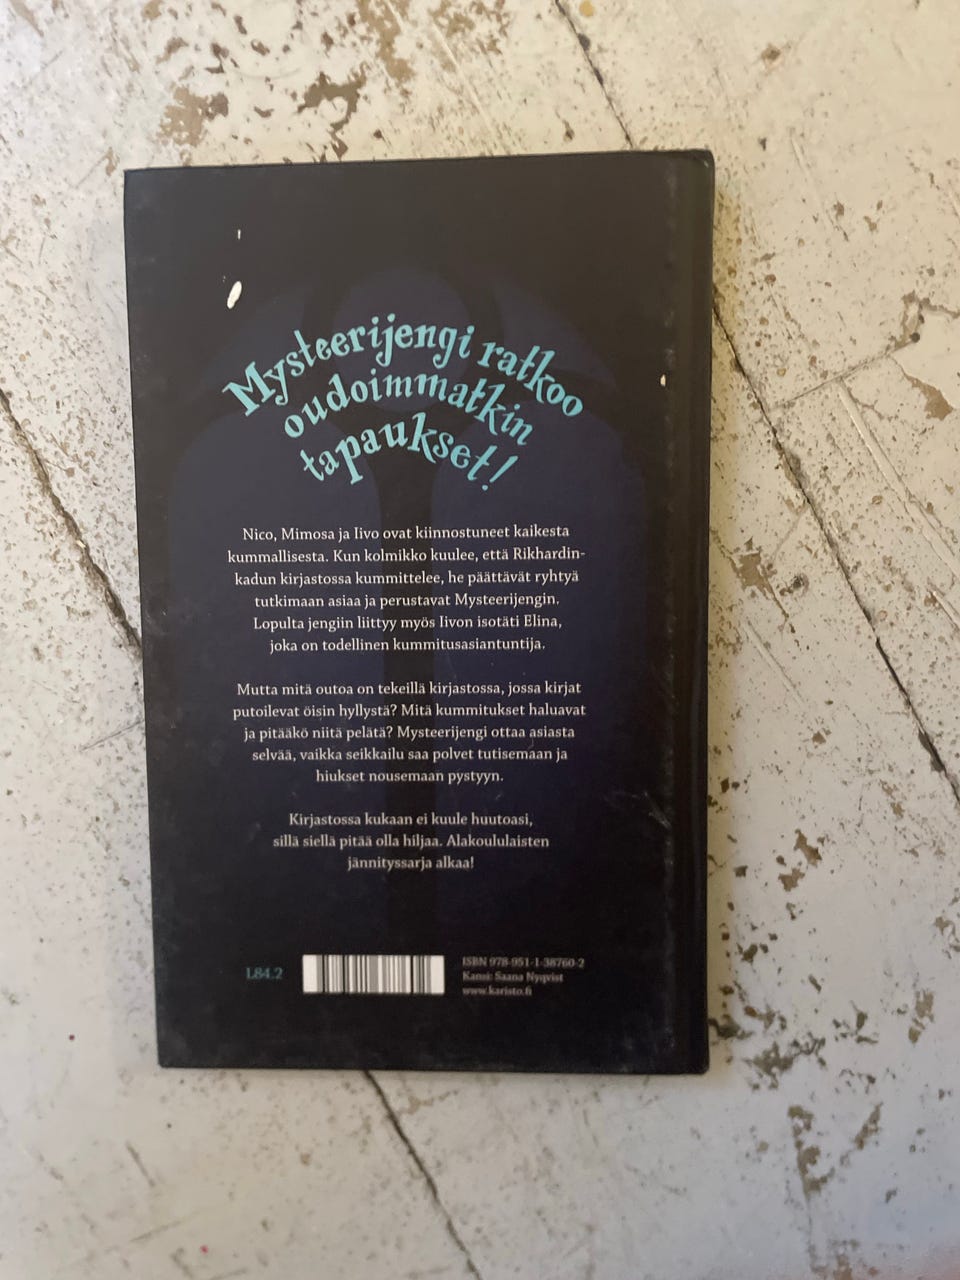 Mysteerijengi ratkoo
oudoimmatkin
tapaukset!
Nico, Mimosa ja Iivo ovat kiinnostuneet kaikesta
kummallisesta. Kun kolmikko kuulee, että Rikhardin-
kadun kirjastossa kummittelee, he päättävät ryhtyä
tutkimaan asiaa ja perustavat Mysteerijengin.
Lopulta jengiin liittyy myös Iivon isotäti Elina,
joka on todellinen kummitusasiantuntija.
Mutta mitä outoa on tekeillä kirjastossa, jossa kirjat
putoilevat öisin hyllystä? Mitä kummitukset haluavat
ja pitääkö niitä pelätä? Mysteerijengi ottaa asiasta
selvää, vaikka seikkailu saa polvet tutisemaan ja
hiukset nousemaan pystyyn.
Kirjastossa kukaan ei kuule huutoasi,
sillä siellä pitää olla hiljaa. Alakoululaisten
jännityssarja alkaa!
L84.2
ISBN 978-951-1-38760-2
Kansi: Saana Nyqvist
www.karisto.fi